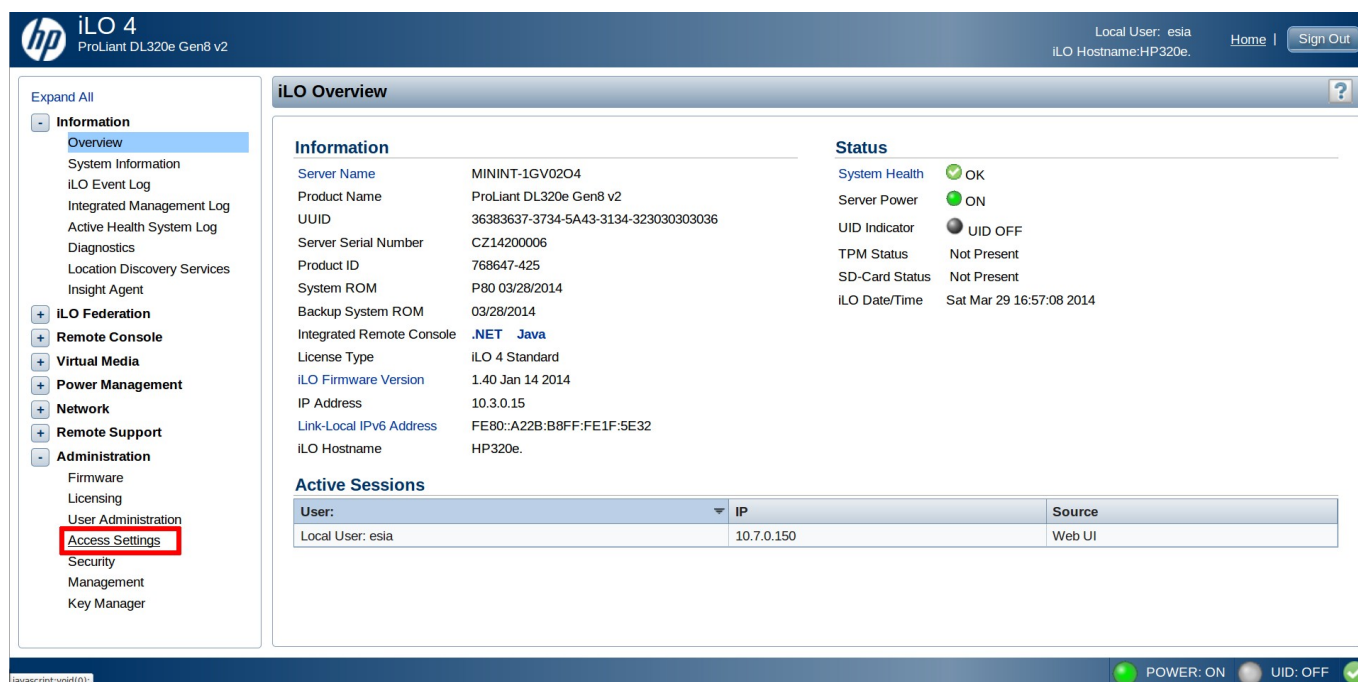 hp
iLO 4
ProLiant DL320e Gen8 v2
Local User: esia
iLO Hostname:HP320e.
Home |
Sign Out
Expand All
- Information
Overview
System Information
iLO Event Log
Integrated Management Log
Active Health System Log
Diagnostics
Location Discovery Services
Insight Agent
+ iLO Federation
+ Remote Console
+ Virtual Media
+ Power Management
+ Network
+ Remote Support
- Administration
Firmware
Licensing
User Administration
Access Settings
Security
Management
Key Manager
iLO Overview
?
Information
Server Name MININT-1GV02O4
Product Name ProLiant DL320e Gen8 v2
UUID 36383637-3734-5A43-3134-323030303036
Server Serial Number CZ14200006
Product ID 768647-425
System ROM P80 03/28/2014
Backup System ROM 03/28/2014
Integrated Remote Console .NET Java
License Type iLO 4 Standard
iLO Firmware Version 1.40 Jan 14 2014
IP Address 10.3.0.15
Link-Local IPv6 Address FE80::A22B:B8FF:FE1F:5E32
iLO Hostname HP320e.
Status
System Health OK
Server Power ON
UID Indicator UID OFF
TPM Status Not Present
SD-Card Status Not Present
iLO Date/Time Sat Mar 29 16:57:08 2014
Active Sessions
User: IP Source
Local User: esia 10.7.0.150 Web UI
POWER: ON UID: OFF
javascript:void(0);